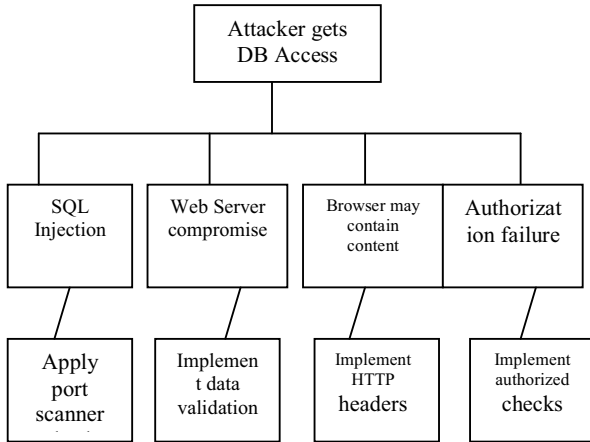 Attacker gets
DB Access
SQL
Injection
Web Server
compromise
Browser may
contain
content
Authorizat
ion failure
Apply
port
scanner
Implemen
t data
validation
Implement
HTTP
headers
Implement
authorized
checks